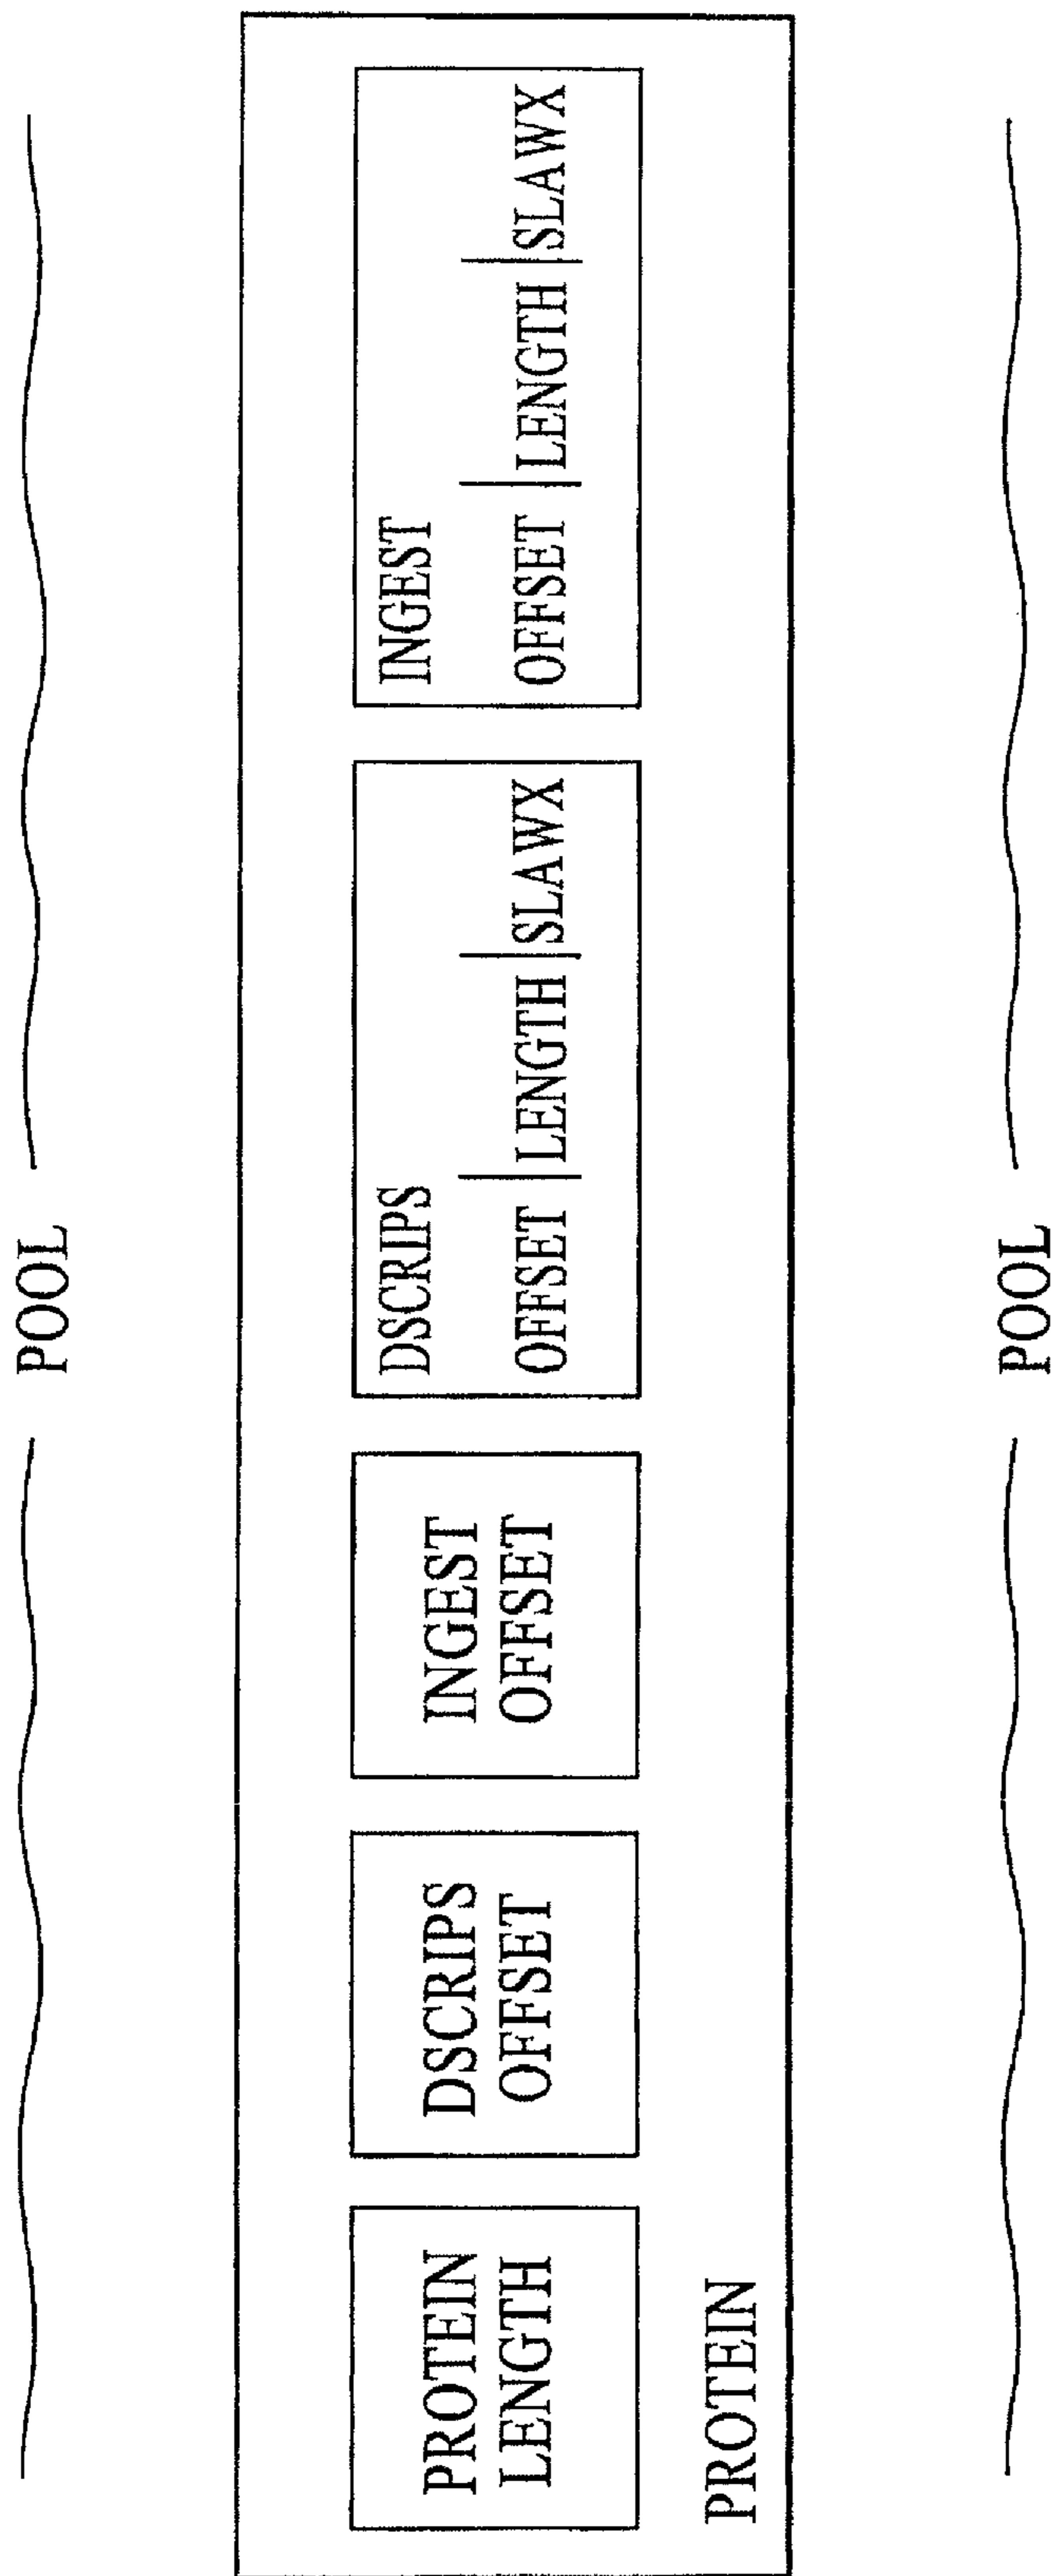 POOL
PROTEIN
LENGTH
DSCRIPS
OFFSET
INGEST
OFFSET
DSCRIPS
OFFSET LENGTH SLAWX
INGEST
OFFSET LENGTH SLAWX
PROTEIN
POOL